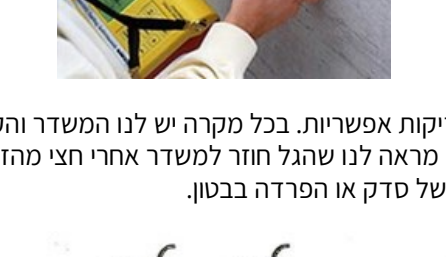 אפשריות. בכל מקרה יש לנו המשדר
מראה לנו שהגל חוזר למשדר אחרי חצי
של סדק או הפרדה בבטון.